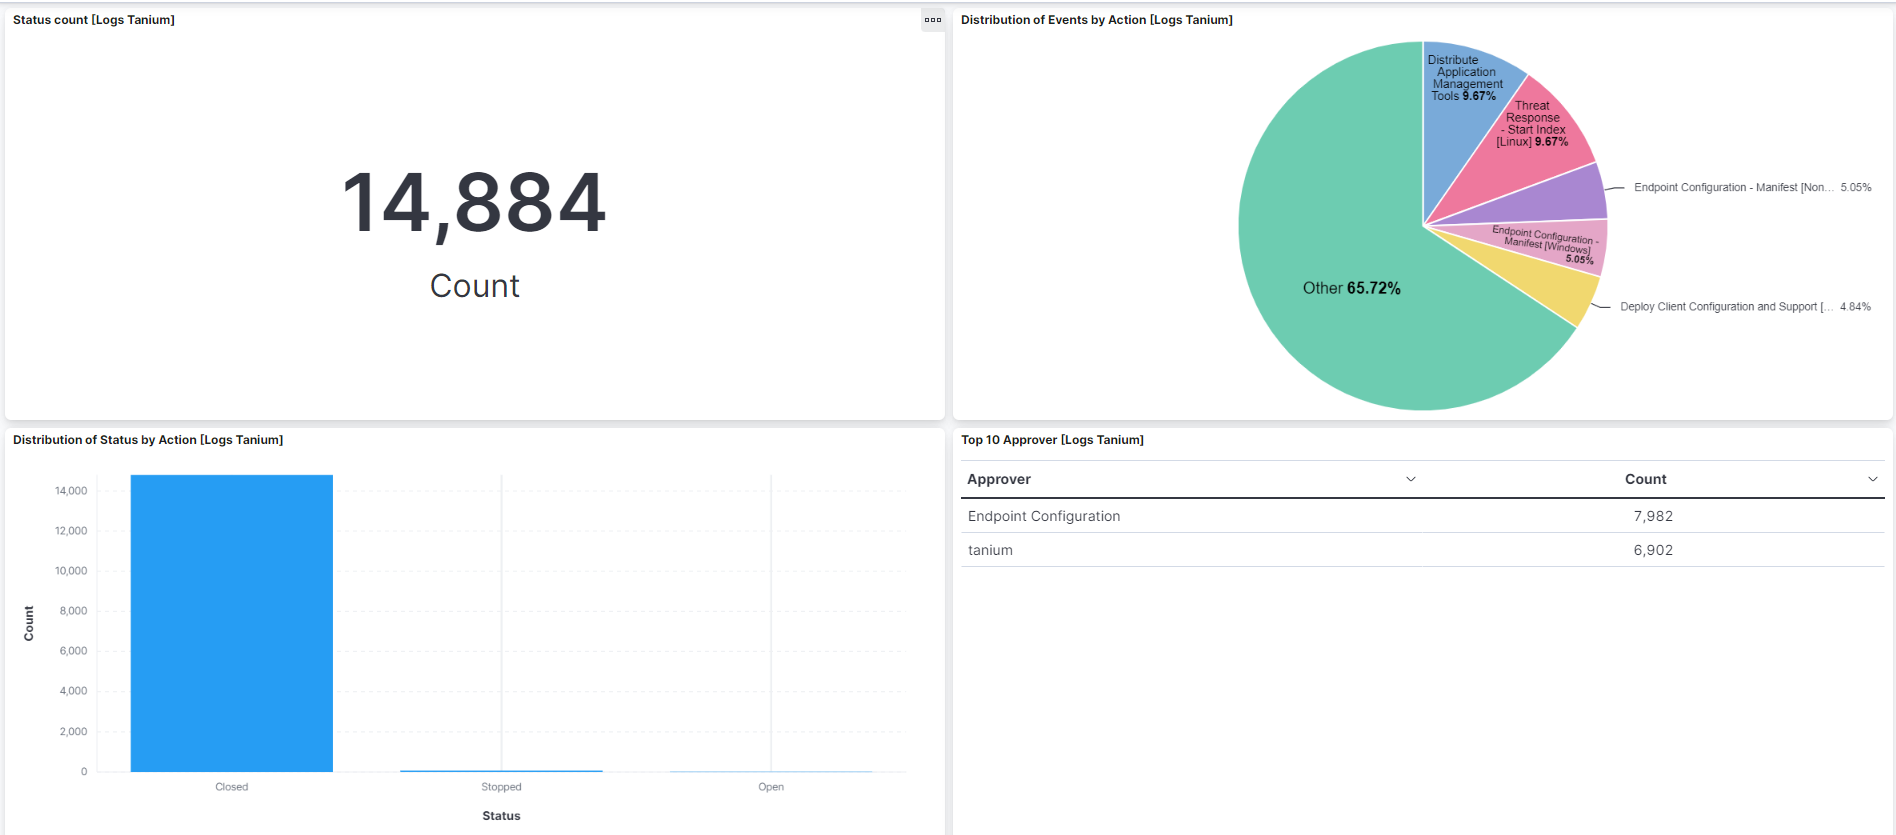 Status count [Logs Tanium]
14,884
Count
Distribution of Events by Action [Logs Tanium]
Distribute
Application
Management
Tools 9.67%
Threat
Response
- Start Index
[Linux] 9.67%
Endpoint Configuration - Manifest [Non... 5.05%
Endpoint Configuration -
Manifest [Windows]
5.05%
Deploy Client Configuration and Support [... 4.84%
Other 65.72%
Distribution of Status by Action [Logs Tanium]
Count
14,000
12,000
10,000
8,000
6,000
4,000
2,000
0
Closed Stopped Open
Status
Top 10 Approver [Logs Tanium]
Approver Count
Endpoint Configuration 7,982
tanium 6,902